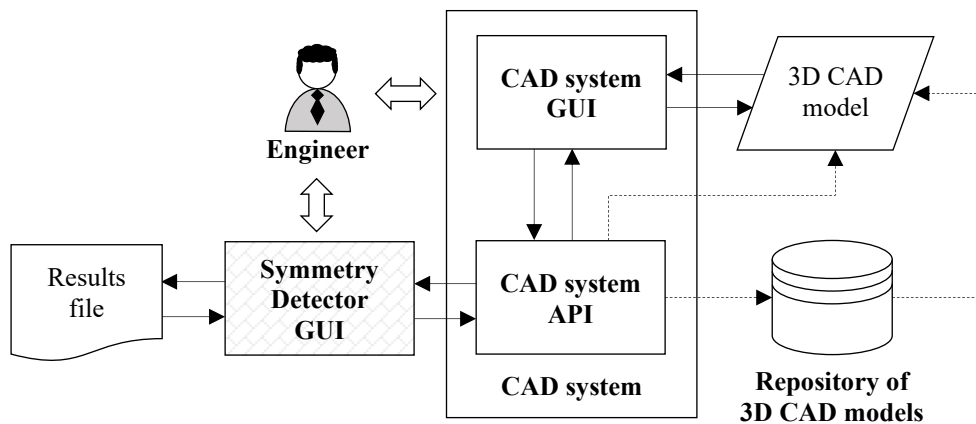 CAD system
GUI
3D CAD
model
Engineer
Results
file
Symmetry
Detector
GUI
CAD system
API
CAD system
Repository of
3D CAD models